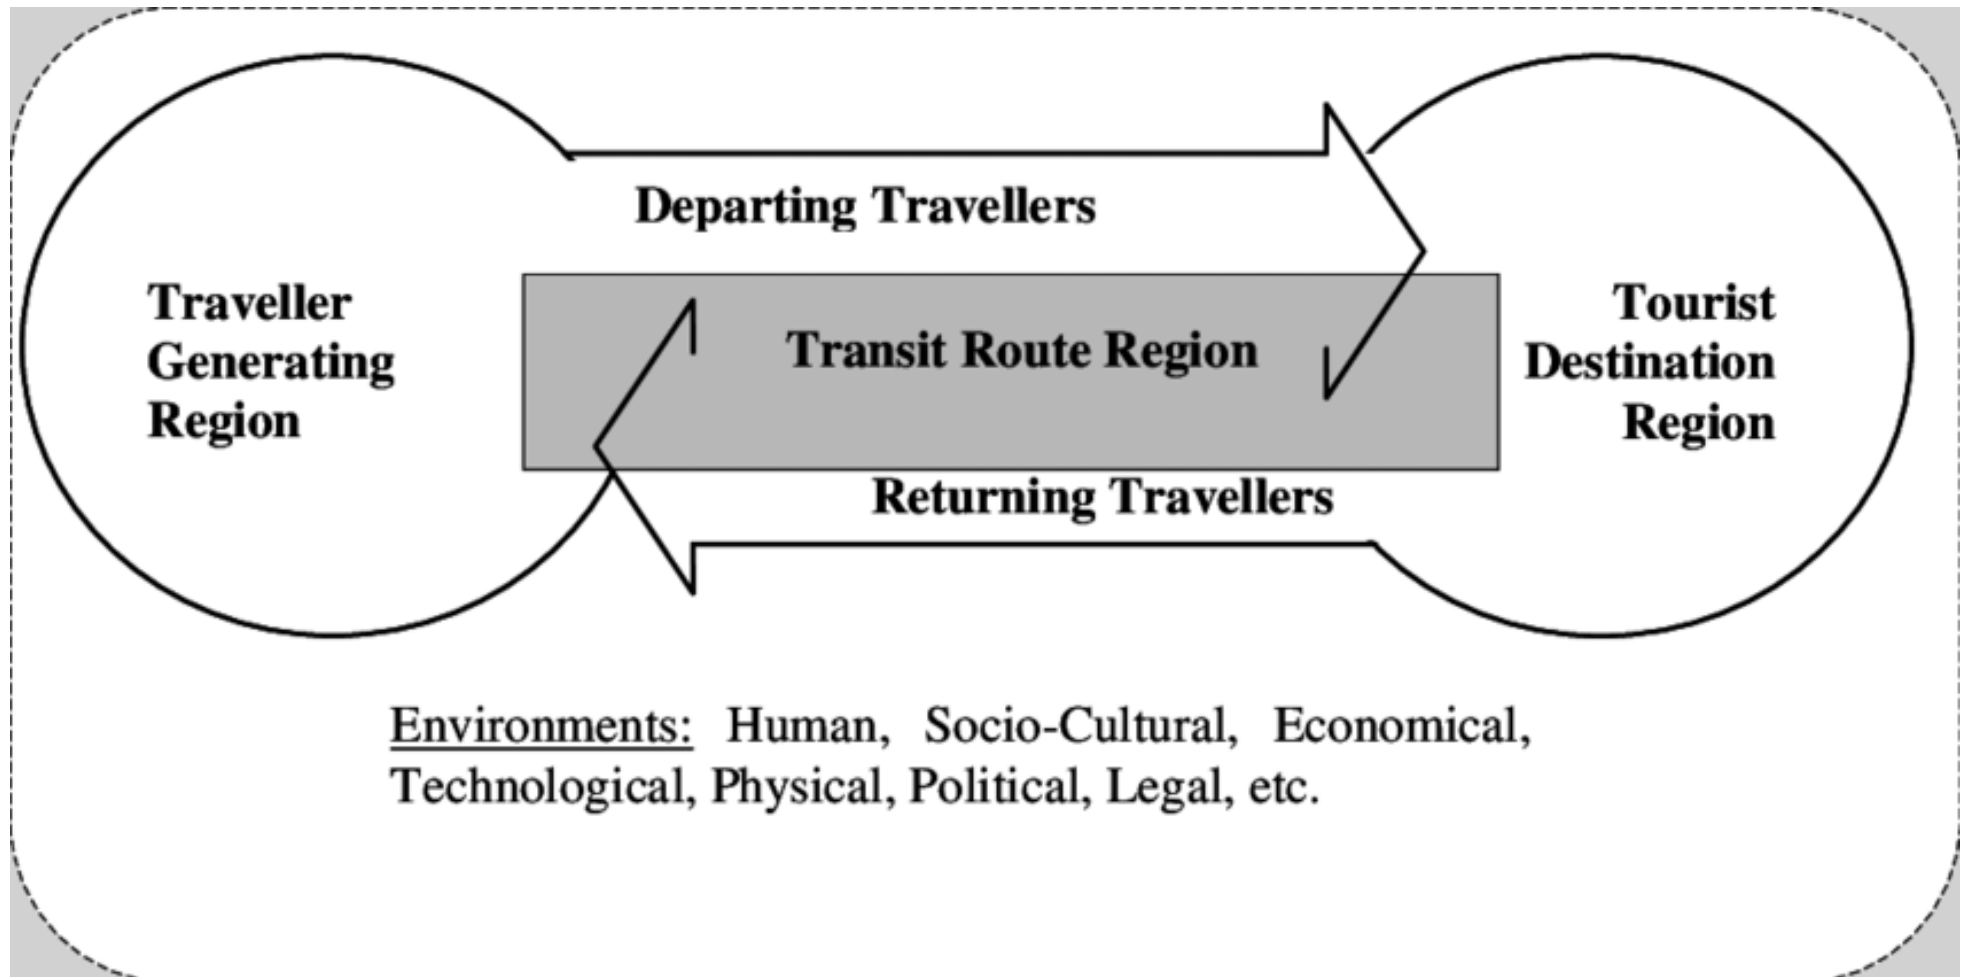 Departing Travellers
Traveller
Generating
Region
Transit Route Region
Tourist
Destination
Region
Returning Travellers
Environments: Human, Socio-Cultural, Economical,
Technological, Physical, Political, Legal, etc.